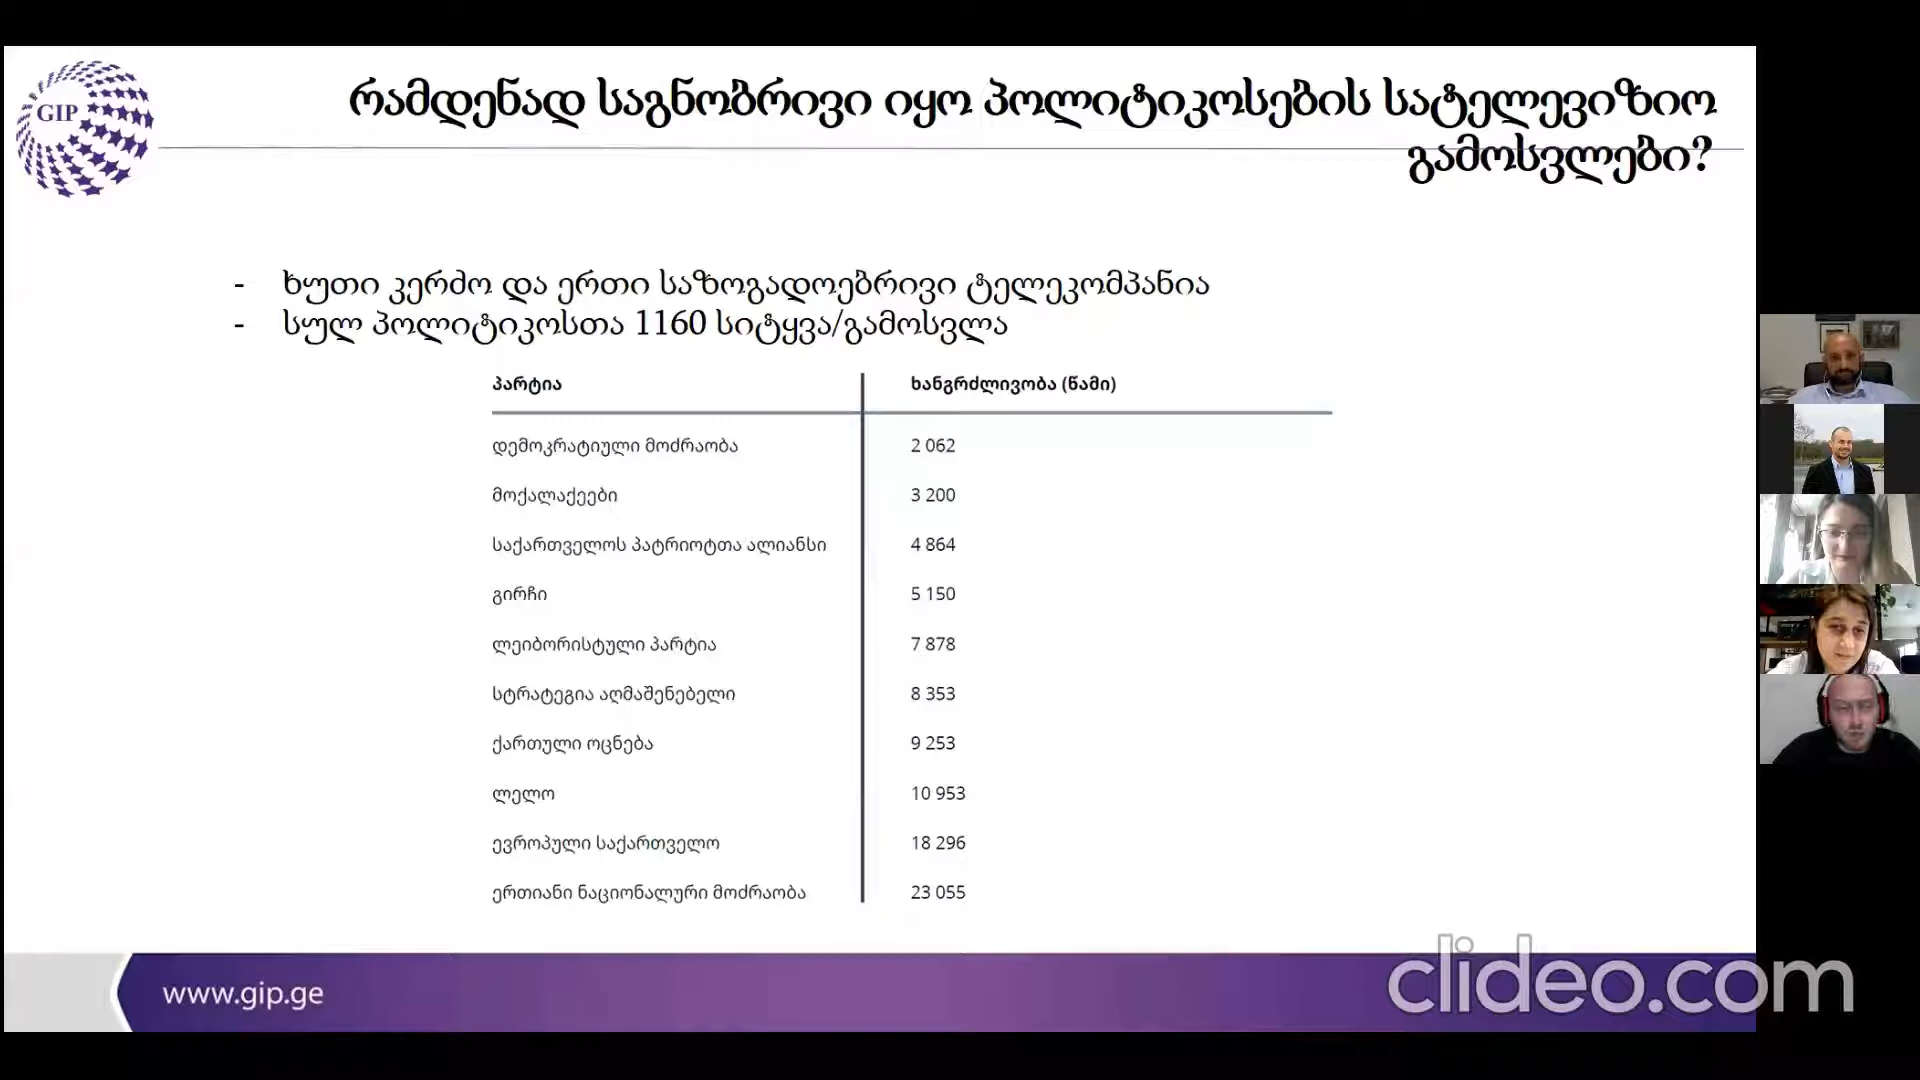 GIP
რამდენად საგნობრივი იყო პოლიტიკოსების სატელევიზიო
გამოსვლები?
- ხუთი კერძო და ერთი საზოგადოებრივი ტელეკომპანია
- სულ პოლიტიკოსთა 1160 სიტყვა/გამოსვლა
პარტია ხანგრძლივობა (წამი)
დემოკრატიული მოძრაობა 2 062
მოქალაქეები 3 200
საქართველოს პატრიოტთა ალიანსი 4 864
გირჩი 5 150
ლეიბორისტული პარტია 7 878
სტრატეგია აღმაშენებელი 8 353
ქართული ოცნება 9 253
ლელო 10 953
ევროპული საქართველო 18 296
ერთიანი ნაციონალური მოძრაობა 23 055
www.gip.ge
clideo.com